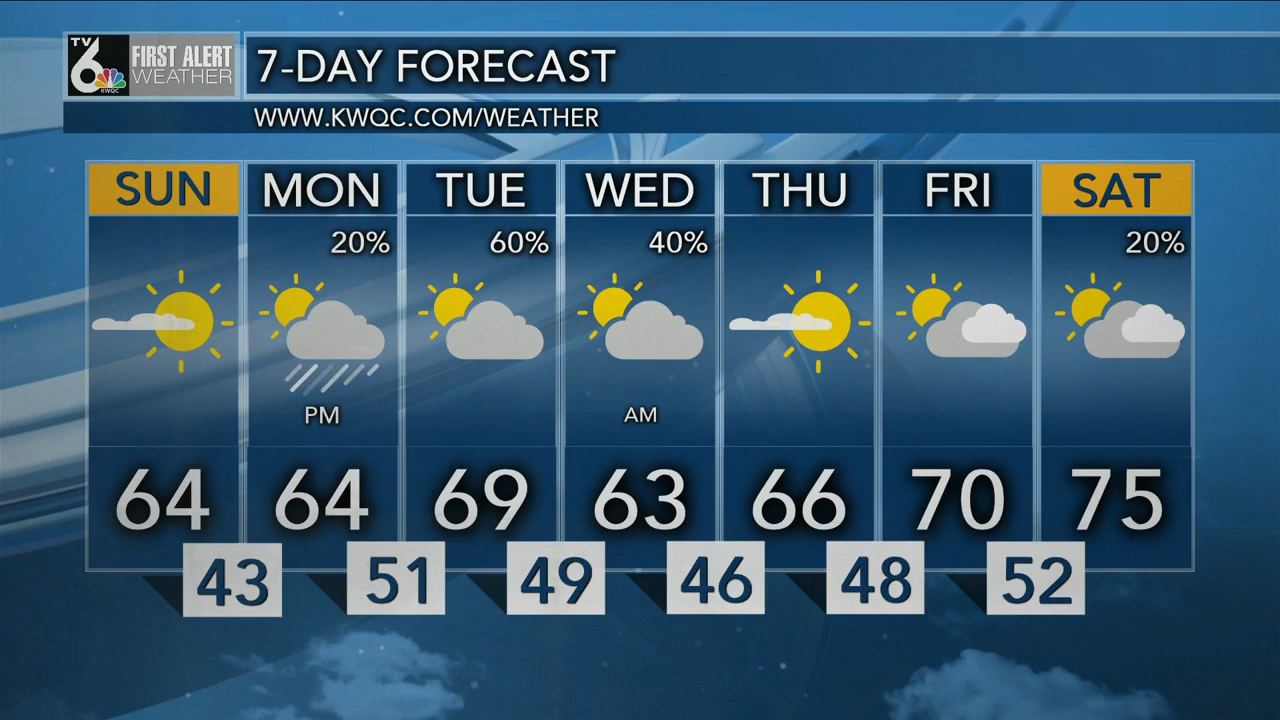 TV
6
KWQC
FIRST ALERT
WEATHER
7-DAY FORECAST
WWW.KWQC.COM/WEATHER
SUN MON TUE WED THU FRI SAT
20% 60% 40% 20%
PM AM
64 64 69 63 66 70 75
43 51 49 46 48 52